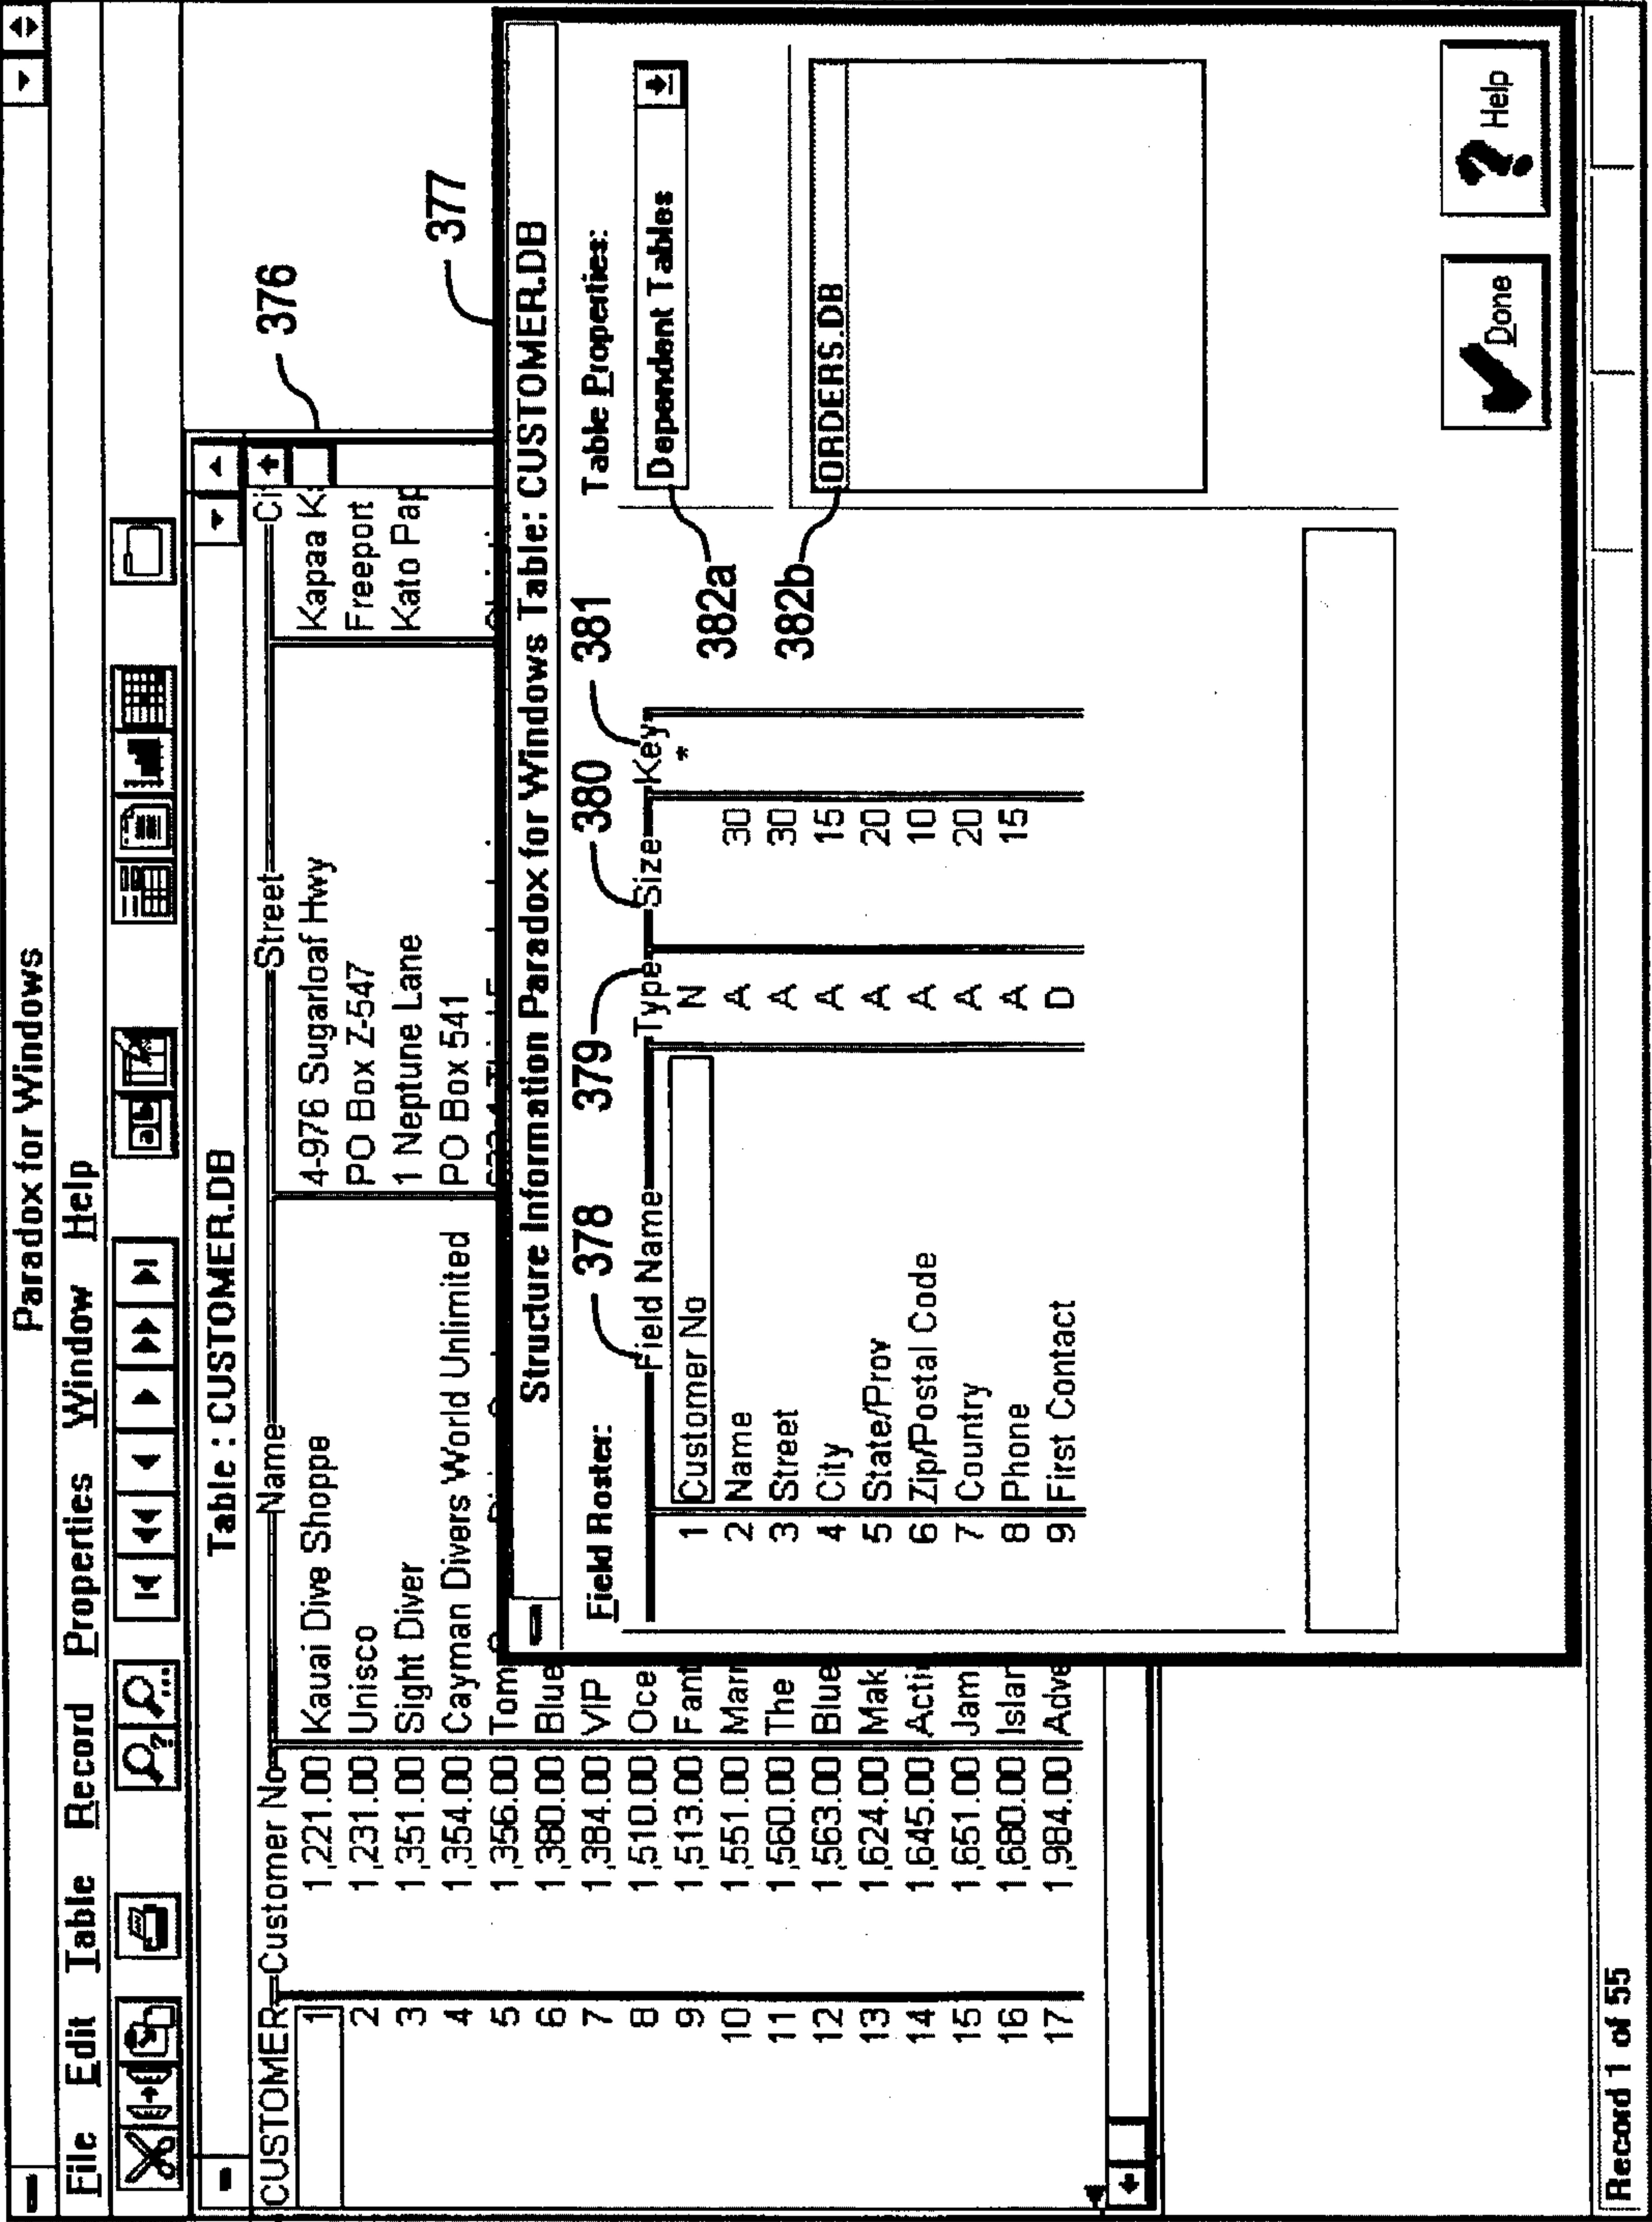 Paradox for Windows
File Edit Table Record Properties Window Help
Table : CUSTOMER.DB
376
377
CUSTOMER Customer No Name Street Ci
1 1,221.00 Kauai Dive Shoppe 4-976 Sugarloaf Hwy Kapaa K
2 1,231.00 Unisco PO Box Z-547 Freeport
3 1,351.00 Sight Diver 1 Neptune Lane Kato Pap
4 1,354.00 Cayman Divers World Unlimited PO Box 541
5 1,356.00 Tom
6 1,380.00 Blue
7 1,384.00 VIP
8 1,510.00 Oce
9 1,513.00 Fant
10 1,551.00 Mar
11 1,560.00 The
12 1,563.00 Blue
13 1,624.00 Mak
14 1,645.00 Acti
15 1,651.00 Jam
16 1,680.00 Islar
17 1,984.00 Adve
Structure Information Paradox for Windows Table: CUSTOMER.DB
Field Roster:
378 379 380 381
Field Name Type Size Key
1 Customer No N *
2 Name A 30
3 Street A 30
4 City A 15
5 State/Prov A 20
6 Zip/Postal Code A 10
7 Country A 20
8 Phone A 15
9 First Contact D
Table Properties:
Dependent Tables
382a
382b
ORDERS.DB
Done
? Help
Record 1 of 55